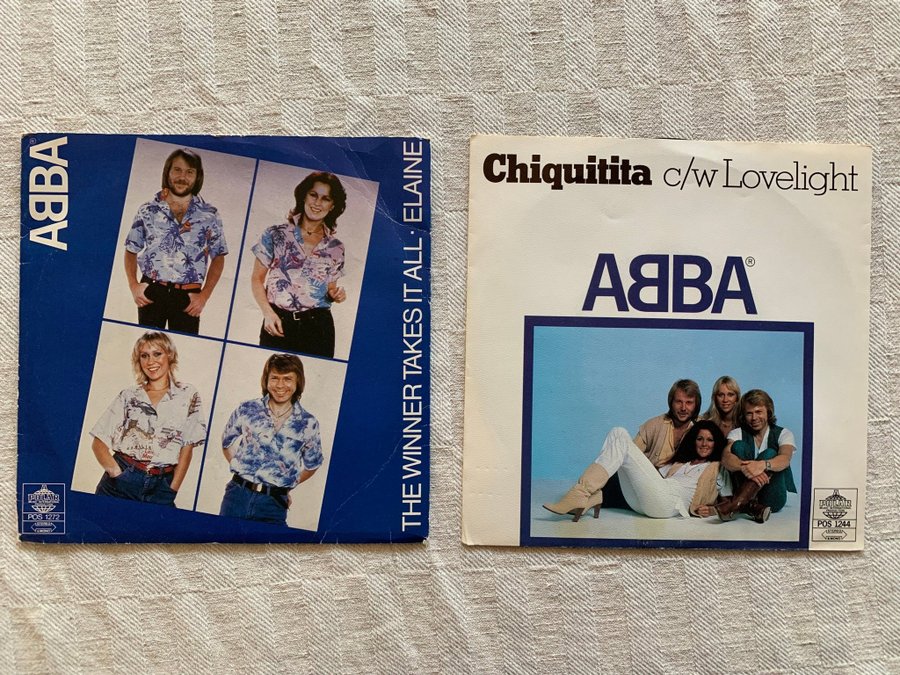 ABBA®
THE WINNER TAKES IT ALL · ELAINE
POLAR
POS 1272
STEREO
Chiquitita c/w Lovelight
ABBA®
POLAR
POS 1244
STEREO